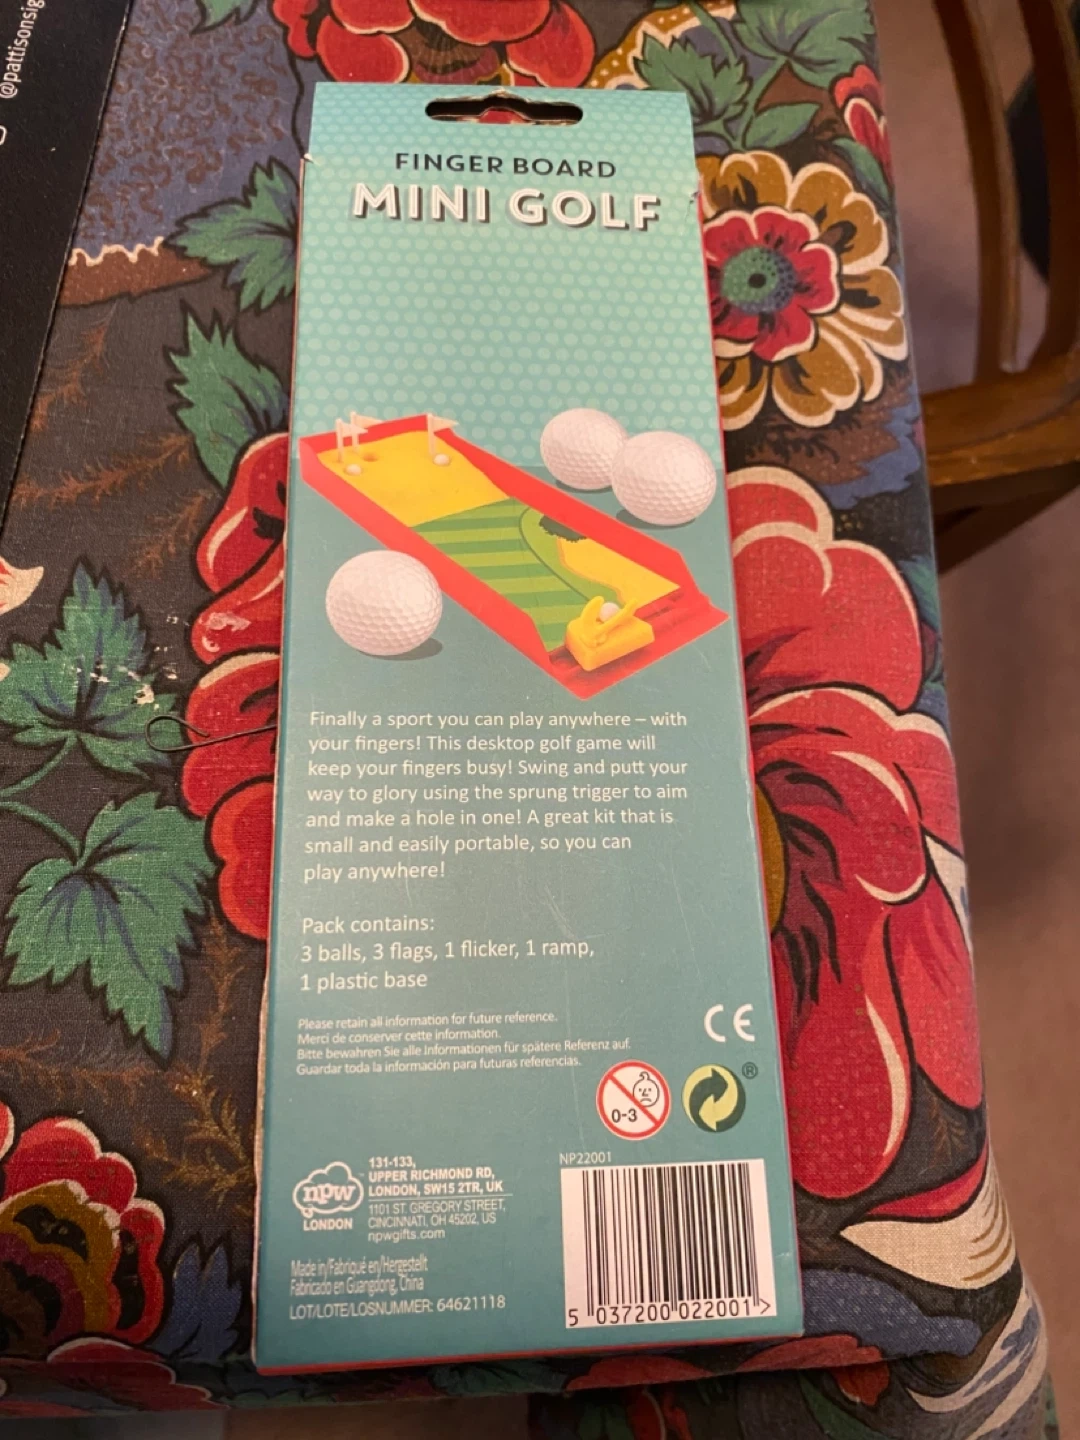 @pattisonsig
FINGER BOARD
MINI GOLF
Finally a sport you can play anywhere – with
your fingers! This desktop golf game will
keep your fingers busy! Swing and putt your
way to glory using the sprung trigger to aim
and make a hole in one! A great kit that is
small and easily portable, so you can
play anywhere!
Pack contains:
3 balls, 3 flags, 1 flicker, 1 ramp,
1 plastic base
Please retain all information for future reference.
Merci de conserver cette information.
Bitte bewahren Sie alle Informationen für spätere Referenz auf.
Guardar toda la información para futuras referencias.
CE
0-3
®
NP22001
npw
LONDON
131-133,
UPPER RICHMOND RD,
LONDON, SW15 2TR, UK
1101 ST. GREGORY STREET,
CINCINNATI, OH 45202, US
npwgifts.com
Made in/Fabriqué en/Hergestellt
Fabricado en Guangdong, China
LOT/LOTE/LOSNUMMER: 64621118
5 037200 022001 >